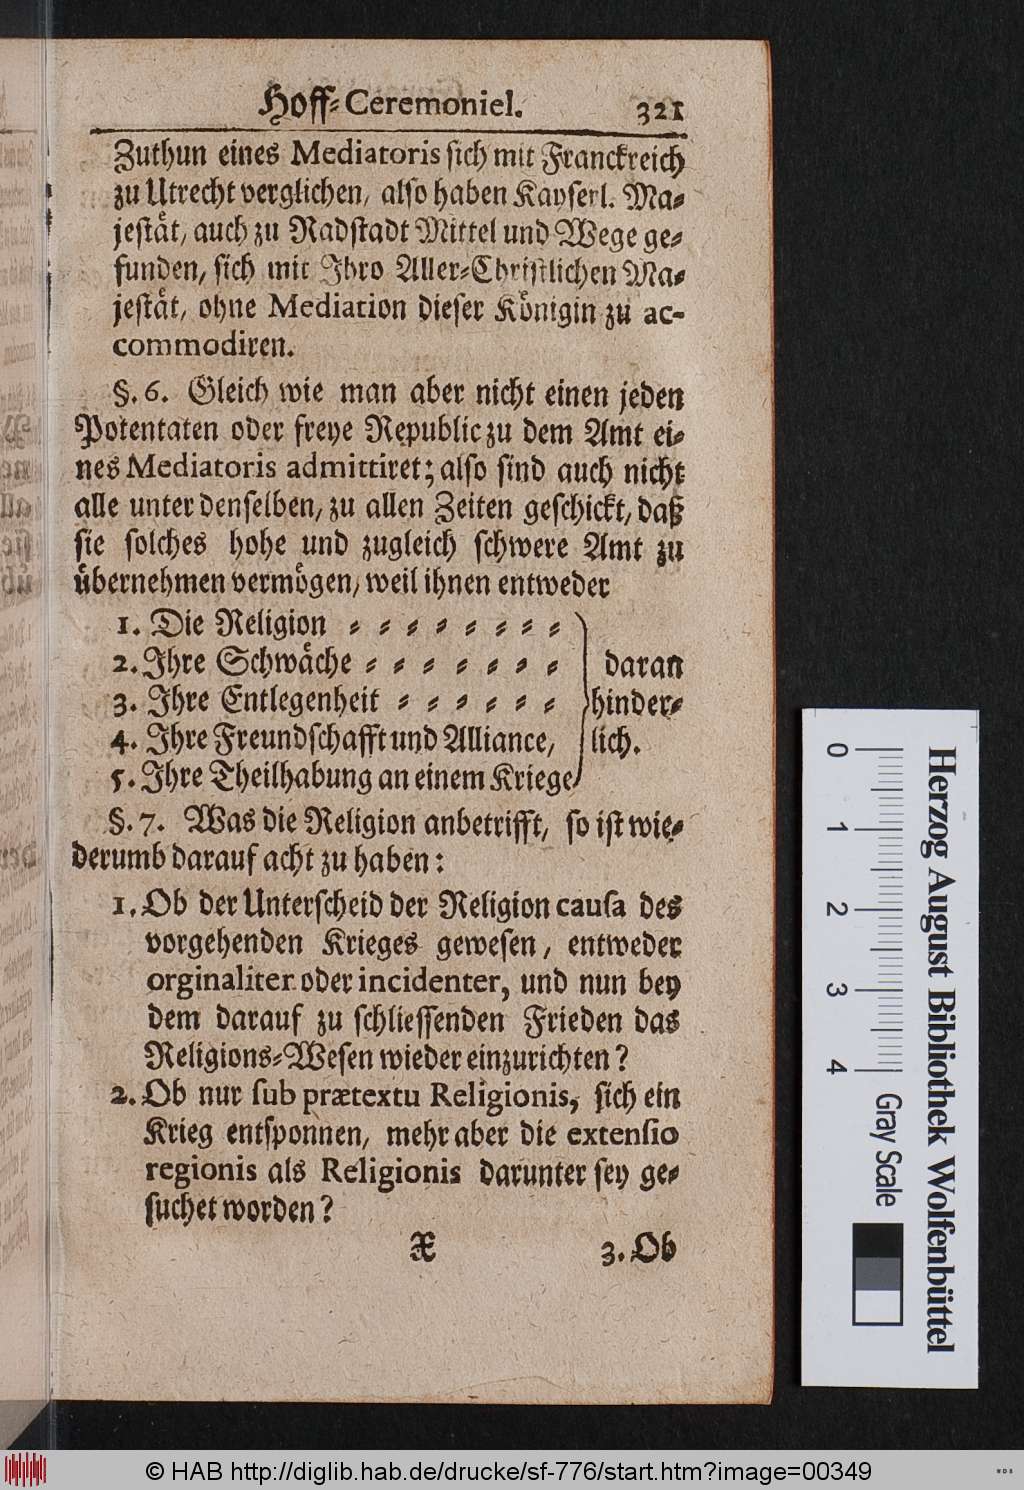 Hoff-Ceremoniel. 321
Zuthun eines Mediatoris sich mit Franckreich
zu Utrecht verglichen, also haben Kayserl. Ma-
jestät, auch zu Radstadt Mittel und Wege ge-
funden, sich mit Ihro Aller-Christlichen Ma-
jestät, ohne Mediation dieser Königin zu ac-
commodiren.
§. 6. Gleich wie man aber nicht einen jeden
Potentaten oder freye Republic zu dem Amt ei-
nes Mediatoris admittiret; also sind auch nicht
alle unter denselben, zu allen Zeiten geschickt, daß
sie solches hohe und zugleich schwere Amt zu
übernehmen vermögen, weil ihnen entweder
1. Die Religion - - - - - - - -
2. Ihre Schwäche - - - - - - - daran
3. Ihre Entlegenheit - - - - - - hinder-
4. Ihre Freundschafft und Alliance, lich.
5. Ihre Theilhabung an einem Kriege
§. 7. Was die Religion anbetrifft, so ist wie-
derumb darauf acht zu haben:
1. Ob der Unterscheid der Religion causa des
vorgehenden Krieges gewesen, entweder
orginaliter oder incidenter, und nun bey
dem darauf zu schliessenden Frieden das
Religions-Wesen wieder einzurichten?
2. Ob nur sub prætextu Religionis, sich ein
Krieg entsponnen, mehr aber die extensio
regionis als Religionis darunter sey ge-
suchet worden?
X 3. Ob
0 1 2 3 4 Gray Scale
Herzog August Bibliothek Wolfenbüttel
© HAB http://diglib.hab.de/drucke/sf-776/start.htm?image=00349